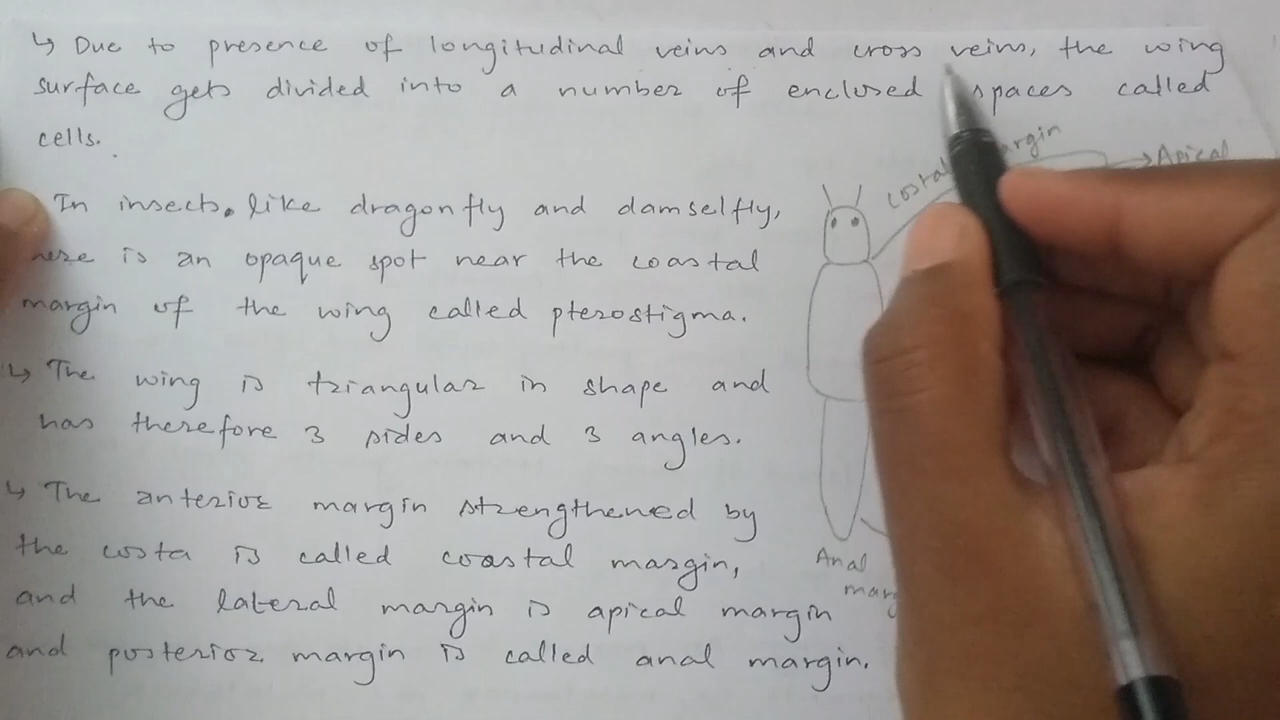 ↳ Due to presence of longitudinal veins and cross veins, the wing
surface gets divided into a number of enclosed spaces called
cells.
In insects like dragonfly and damselfly,
is an opaque spot near the coastal
margin of the wing called pterostigma.
↳ The wing is triangular in shape and
has therefore 3 sides and 3 angles.
↳ The anterior margin strengthened by
the costa is called coastal margin,
and the lateral margin is apical margin
and posterior margin is called anal margin.
Apical
Anal